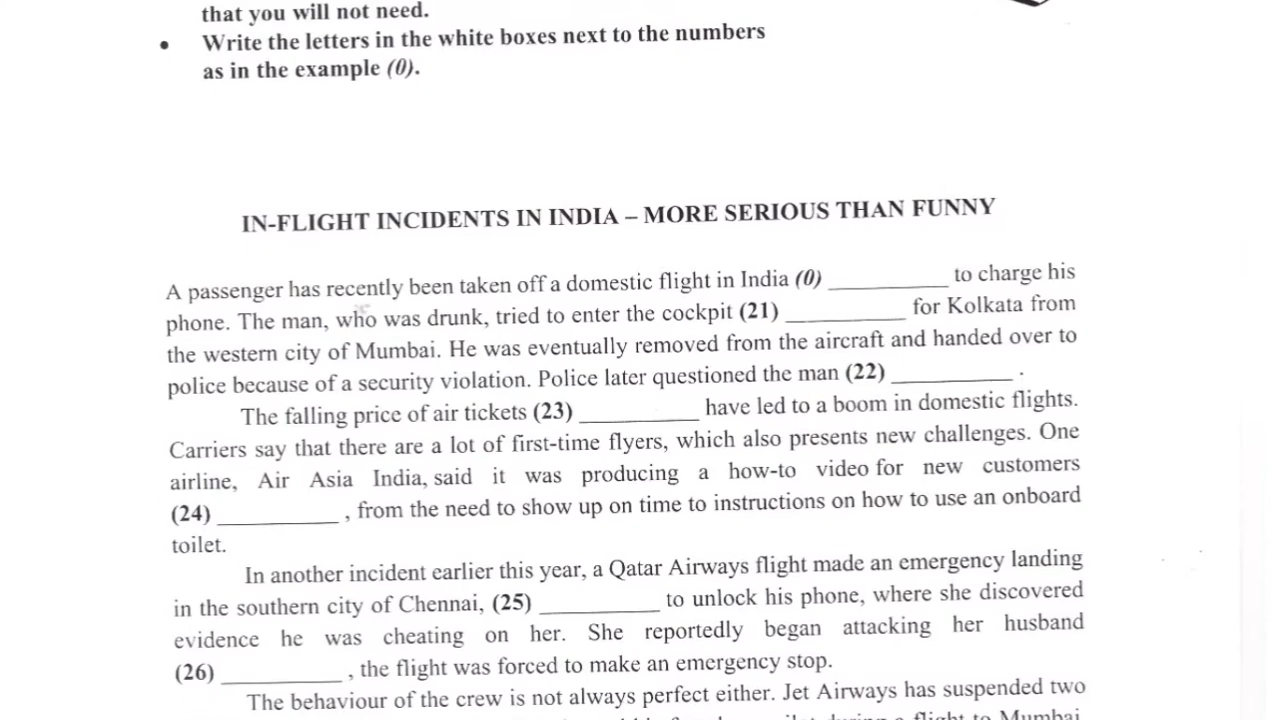 that you will not need.
• Write the letters in the white boxes next to the numbers
as in the example (0).
IN-FLIGHT INCIDENTS IN INDIA – MORE SERIOUS THAN FUNNY
A passenger has recently been taken off a domestic flight in India (0) __________ to charge his
phone. The man, who was drunk, tried to enter the cockpit (21) __________ for Kolkata from
the western city of Mumbai. He was eventually removed from the aircraft and handed over to
police because of a security violation. Police later questioned the man (22) __________ .
The falling price of air tickets (23) __________ have led to a boom in domestic flights.
Carriers say that there are a lot of first-time flyers, which also presents new challenges. One
airline, Air Asia India, said it was producing a how-to video for new customers
(24) __________ , from the need to show up on time to instructions on how to use an onboard
toilet.
In another incident earlier this year, a Qatar Airways flight made an emergency landing
in the southern city of Chennai, (25) __________ to unlock his phone, where she discovered
evidence he was cheating on her. She reportedly began attacking her husband
(26) __________ , the flight was forced to make an emergency stop.
The behaviour of the crew is not always perfect either. Jet Airways has suspended two
during a flight to Mumbai